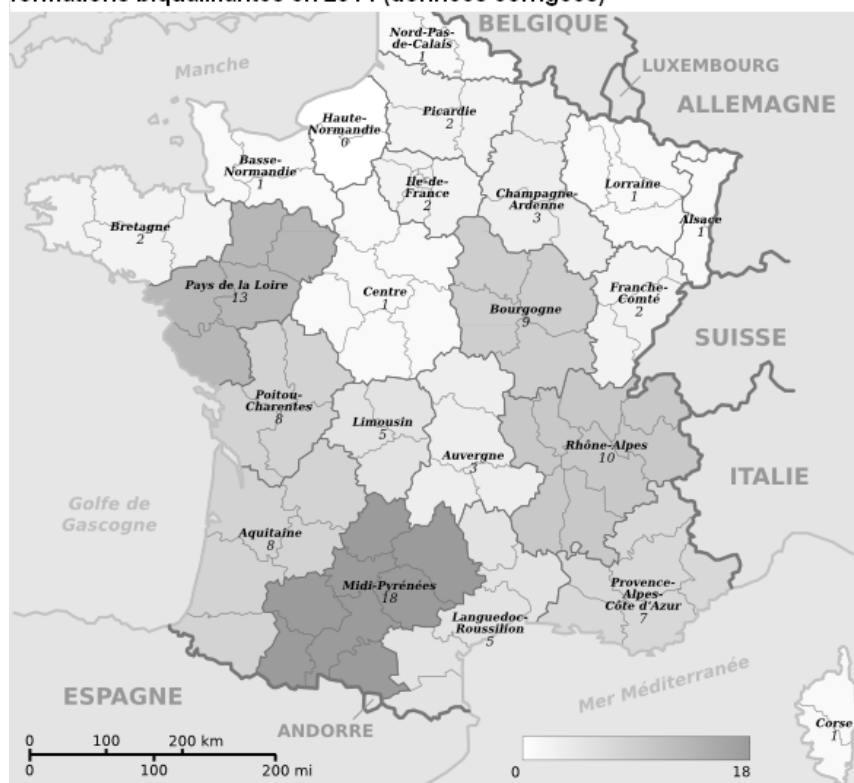 formations biqualifiantes en 2014 (données corrigées)
BELGIQUE
Nord-Pas-
de-Calais
1
LUXEMBOURG
Manche
ALLEMAGNE
Picardie
2
Haute-
Normandie
0
Basse-
Normandie
1
Ile-de-
France
2
Champagne-
Ardenne
3
Lorraine
1
Alsace
1
Bretagne
2
Pays de la Loire
13
Centre
1
Bourgogne
9
Franche-
Comté
2
SUISSE
Poitou-
Charentes
8
Limousin
5
Auvergne
3
Rhône-Alpes
10
ITALIE
Golfe de
Gascogne
Aquitaine
8
Midi-Pyrénées
18
Provence-
Alpes-
Côte d'Azur
7
Languedoc-
Roussillon
5
Mer Méditerranée
ESPAGNE
ANDORRE
Corse
1
0 100 200 km
0 100 200 mi
0 18